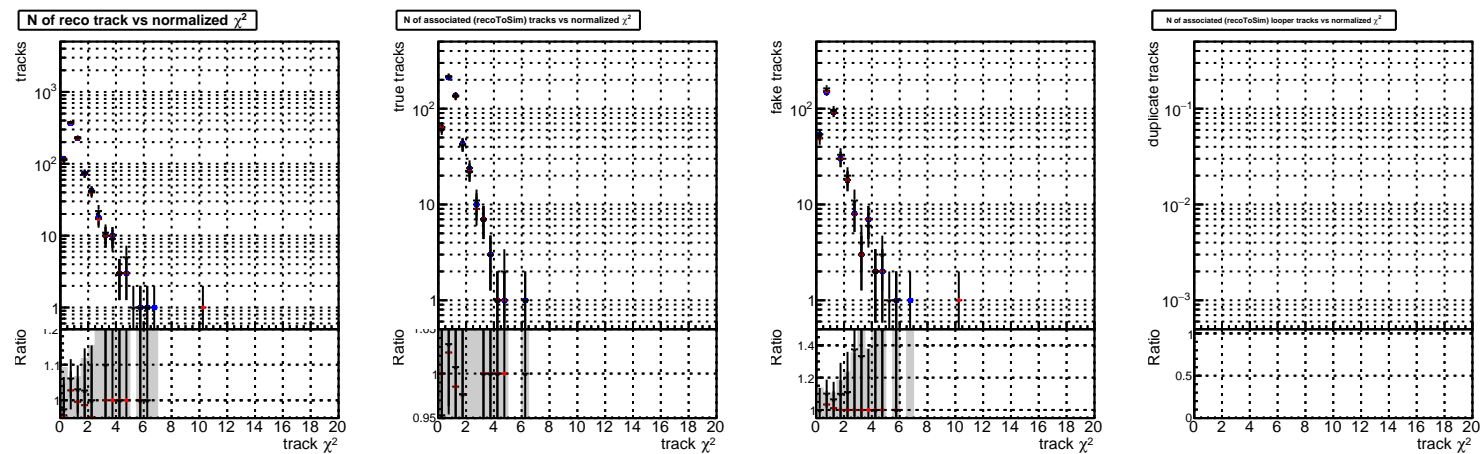 N of reco track vs normalized χ²
tracks
10³
10²
10
1
Ratio
1.2
1.1
1
0 2 4 6 8 10 12 14 16 18 20
track χ²
N of associated (recoToSim) tracks vs normalized χ²
true tracks
10²
10
1
Ratio
1.05
1
0.95
0 2 4 6 8 10 12 14 16 18 20
track χ²
fake tracks
10²
10
1
Ratio
1.4
1.2
1
0 2 4 6 8 10 12 14 16 18 20
track χ²
N of associated (recoToSim) looper tracks vs normalized χ²
duplicate tracks
10⁻¹
10⁻²
10⁻³
Ratio
1
0.5
0
0 2 4 6 8 10 12 14 16 18 20
track χ²